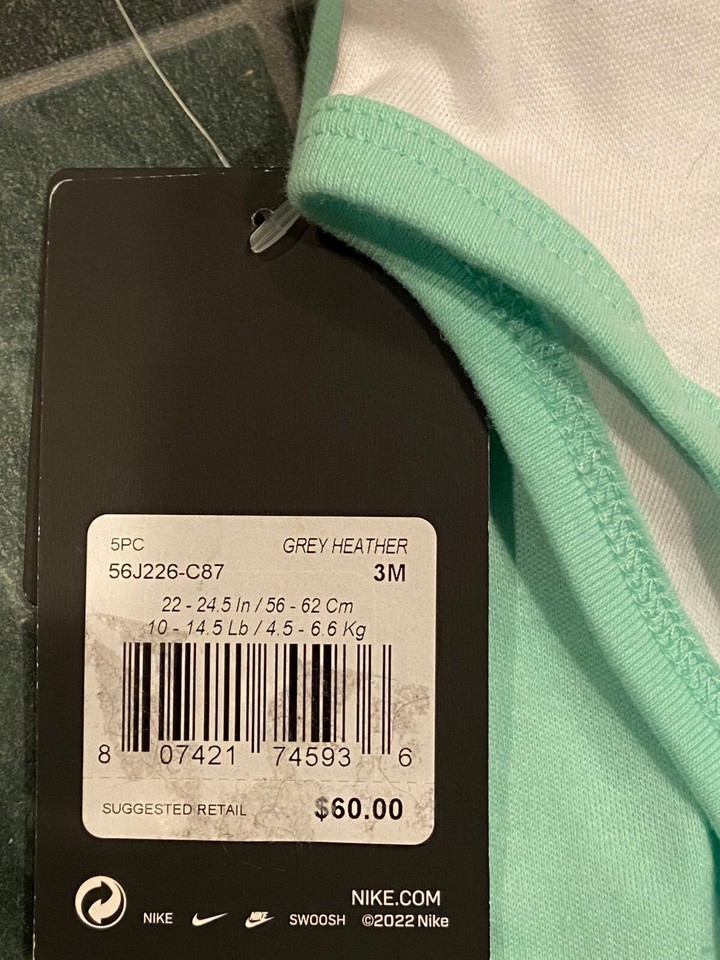 5PC GREY HEATHER
56J226-C87 3M
22 - 24.5 In / 56 - 62 Cm
10 - 14.5 Lb / 4.5 - 6.6 Kg
8 07421 74593 6
SUGGESTED RETAIL $60.00
NIKE.COM
NIKE NIKE SWOOSH ©2022 Nike